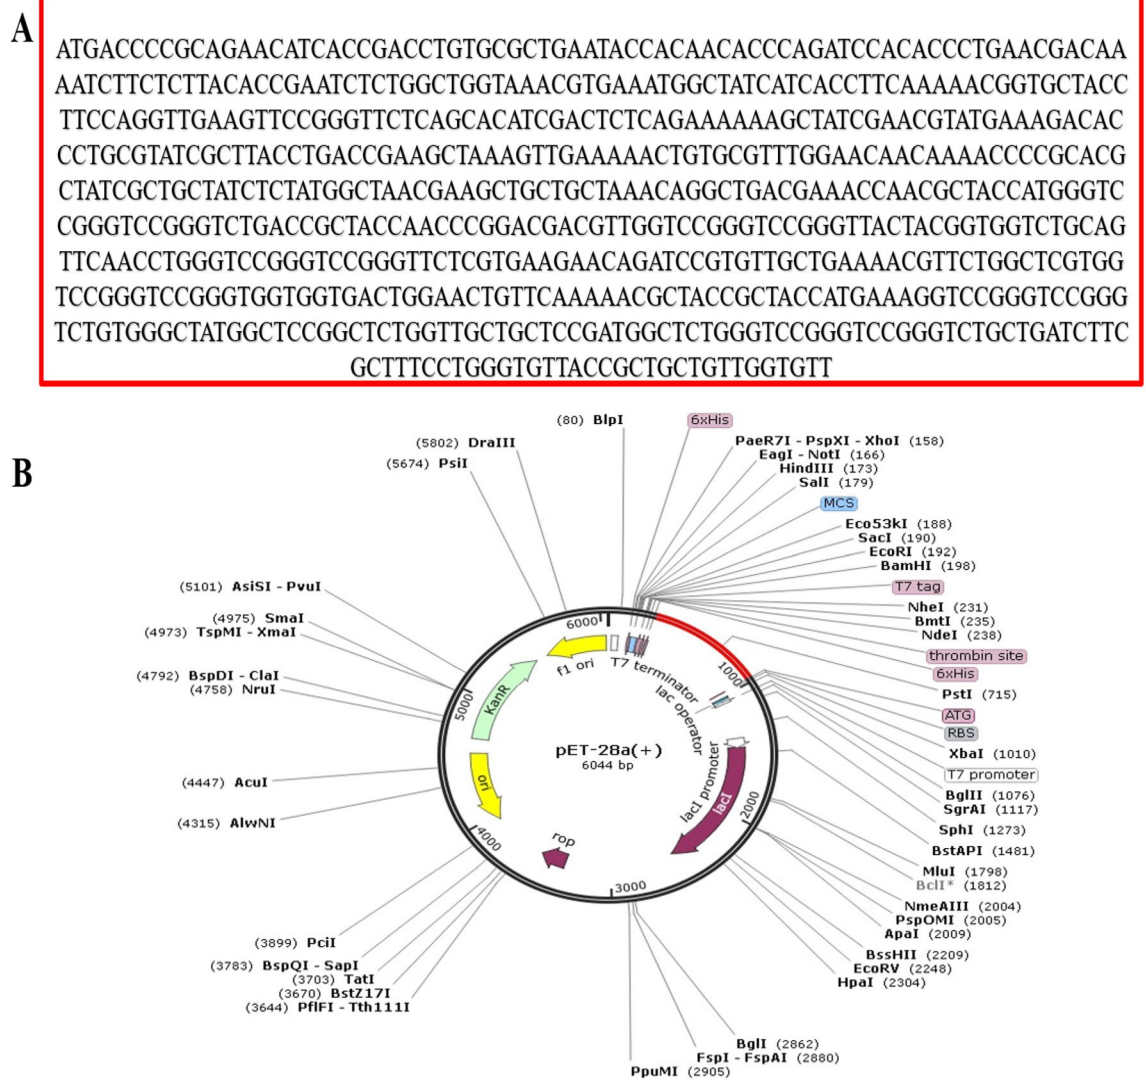 A
ATGACCCCGCAGAACATCACCGACCTGTGCGCTGAATACCACAACACCCAGATCCACACCCTGAACGACAA
AATCTTCTCTTACACCGAATCTCTGGCTGGTAAACGTGAAATGGCTATCATCACCTTCAAAAACGGTGCTACC
TTCCAGGTTGAAGTTCCGGGTTCTCAGCACATCGACTCTCAGAAAAAAGCTATCGAACGTATGAAAGACAC
CCTGCGTATCGCTTACCTGACCGAAGCTAAAGTTGAAAAACTGTGCGTTTGGAACAACAAAACCCCGCACG
CTATCGCTGCTATCTCTATGGCTAACGAAGCTGCTGCTAAACAGGCTGACGAAACCAACGCTACCATGGGTC
CGGGTCCGGGTCTGACCGCTACCAACCCGGACGACGTTGGTCCGGGTCCGGGTTACTACGGTGGTCTGCAG
TTCAACCTGGGTCCGGGTCCGGGTTCTCGTGAAGAACAGATCCGTGTTGCTGAAAACGTTCTGGCTCGTGG
TCCGGGTCCGGGTGGTGGTGACTGGAACTGTTCAAAAACGCTACCGCTACCATGAAAGGTCCGGGTCCGGG
TCTGTGGGCTATGGCTCCGGCTCTGGTTGCTGCTCCGATGGCTCTGGGTCCGGGTCCGGGTCTGCTGATCTTC
GCTTTCCTGGGTGTTACCGCTGCTGTTGGTGTT
B
(80) BlpI
6xHis
(5802) DraIII
(5674) PsiI
PaeR7I - PspXI - XhoI (158)
EagI - NotI (166)
HindIII (173)
SalI (179)
MCS
Eco53kI (188)
SacI (190)
EcoRI (192)
BamHI (198)
T7 tag
NheI (231)
BmtI (235)
NdeI (238)
thrombin site
6xHis
PstI (715)
ATG
RBS
XbaI (1010)
T7 promoter
BglII (1076)
SgrAI (1117)
SphI (1273)
BstAPI (1481)
MluI (1798)
BclI* (1812)
NmeAIII (2004)
PspOMI (2005)
ApaI (2009)
BssHII (2209)
EcoRV (2248)
HpaI (2304)
BglI (2862)
FspI - FspAI (2880)
PpuMI (2905)
(5101) AsiSI - PvuI
(4975) SmaI
(4973) TspMI - XmaI
(4792) BspDI - ClaI
(4758) NruI
(4447) AcuI
(4315) AlwNI
(3899) PciI
(3783) BspQI - SapI
(3703) TatI
(3670) BstZ17I
(3644) PflFI - Tth111I
6000
1000
2000
3000
4000
5000
f1 ori
T7 terminator
lac operator
lacI promoter
lacI
KanR
ori
rop
pET-28a(+)
6044 bp